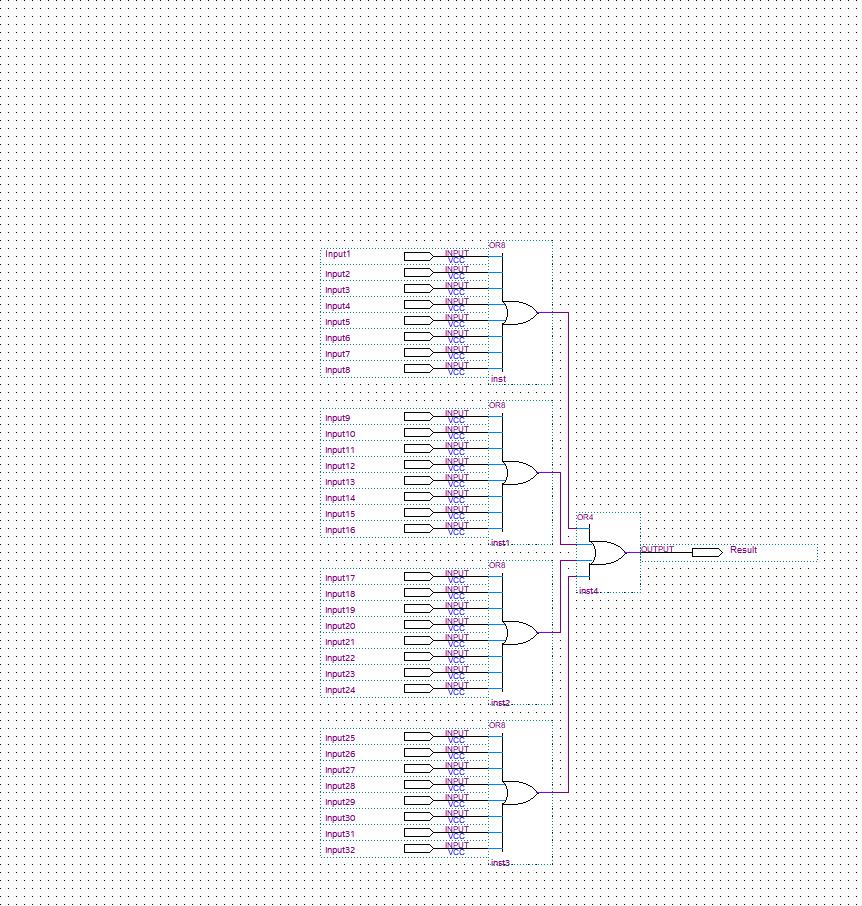 OR8
Input1 INPUT
VCC
Input2 INPUT
VCC
Input3 INPUT
VCC
Input4 INPUT
VCC
Input5 INPUT
VCC
Input6 INPUT
VCC
Input7 INPUT
VCC
Input8 INPUT
VCC
inst
OR8
Input9 INPUT
VCC
Input10 INPUT
VCC
Input11 INPUT
VCC
Input12 INPUT
VCC
Input13 INPUT
VCC
Input14 INPUT
VCC
Input15 INPUT
VCC
Input16 INPUT
VCC
inst1
OR4
OUTPUT Result
inst4
OR8
Input17 INPUT
VCC
Input18 INPUT
VCC
Input19 INPUT
VCC
Input20 INPUT
VCC
Input21 INPUT
VCC
Input22 INPUT
VCC
Input23 INPUT
VCC
Input24 INPUT
VCC
inst2
OR8
Input25 INPUT
VCC
Input26 INPUT
VCC
Input27 INPUT
VCC
Input28 INPUT
VCC
Input29 INPUT
VCC
Input30 INPUT
VCC
Input31 INPUT
VCC
Input32 INPUT
VCC
inst3